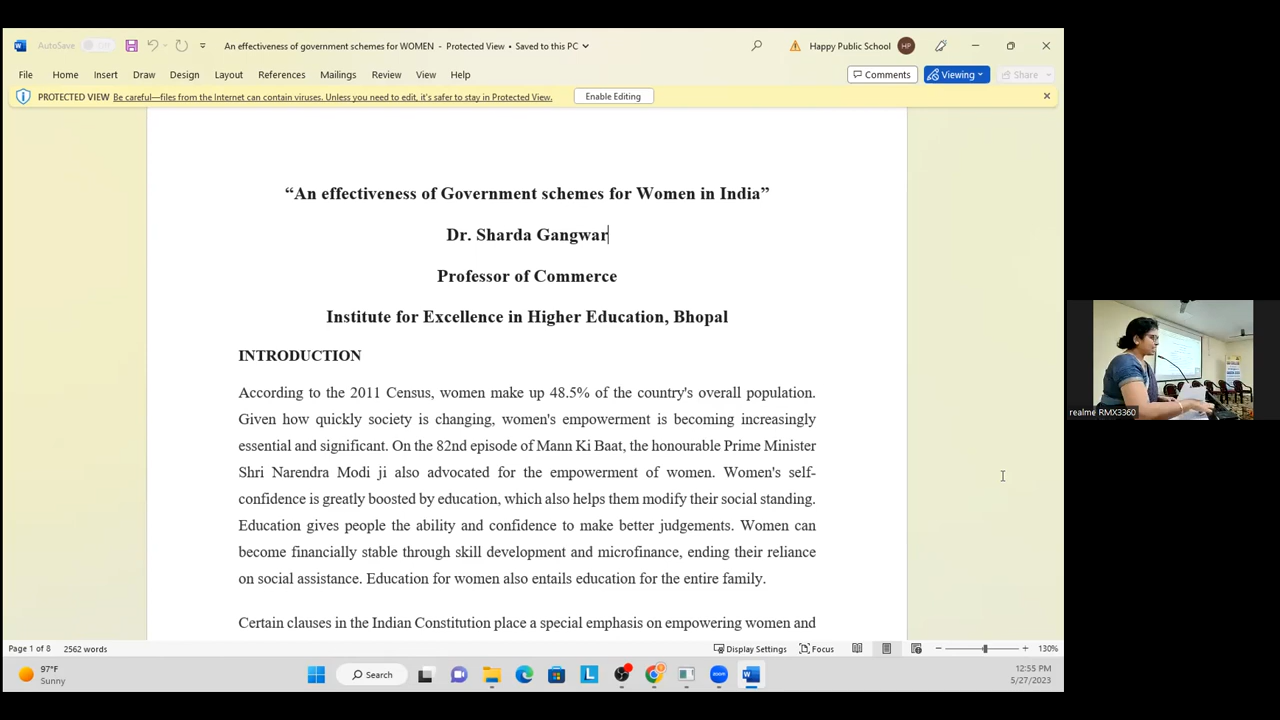 AutoSave Off An effectiveness of government schemes for WOMEN - Protected View • Saved to this PC Happy Public School HP
File Home Insert Draw Design Layout References Mailings Review View Help Comments Viewing Share
PROTECTED VIEW Be careful—files from the Internet can contain viruses. Unless you need to edit, it's safer to stay in Protected View. Enable Editing
“An effectiveness of Government schemes for Women in India”
Dr. Sharda Gangwar
Professor of Commerce
Institute for Excellence in Higher Education, Bhopal
INTRODUCTION
According to the 2011 Census, women make up 48.5% of the country's overall population.
Given how quickly society is changing, women's empowerment is becoming increasingly
essential and significant. On the 82nd episode of Mann Ki Baat, the honourable Prime Minister
Shri Narendra Modi ji also advocated for the empowerment of women. Women's self-
confidence is greatly boosted by education, which also helps them modify their social standing.
Education gives people the ability and confidence to make better judgements. Women can
become financially stable through skill development and microfinance, ending their reliance
on social assistance. Education for women also entails education for the entire family.
Certain clauses in the Indian Constitution place a special emphasis on empowering women and
realme RMX3360
Page 1 of 8 2562 words Display Settings Focus 130%
97°F
Sunny
Search
12:55 PM
5/27/2023